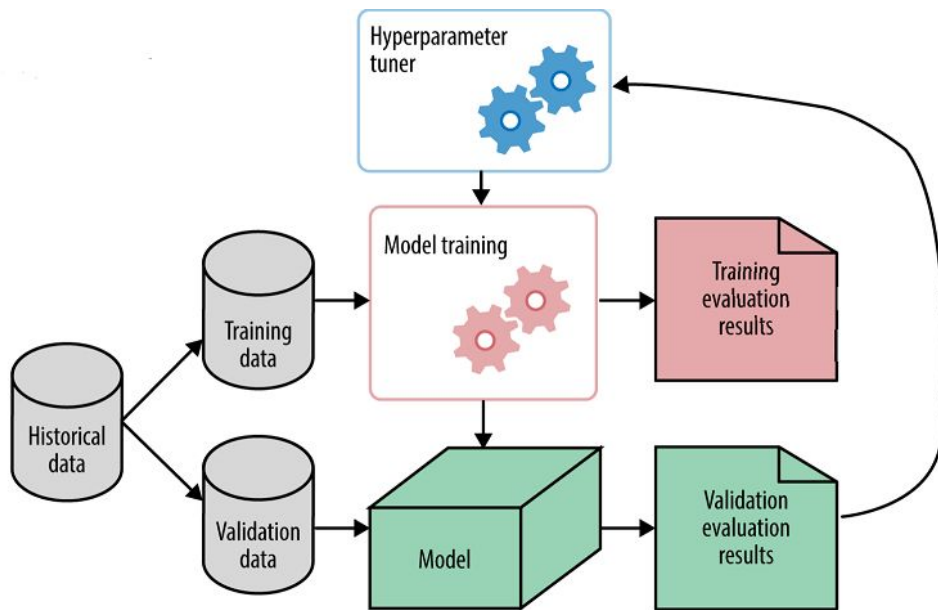 Hyperparameter
tuner
Model training
Training
evaluation
results
Training
data
Historical
data
Validation
data
Model
Validation
evaluation
results